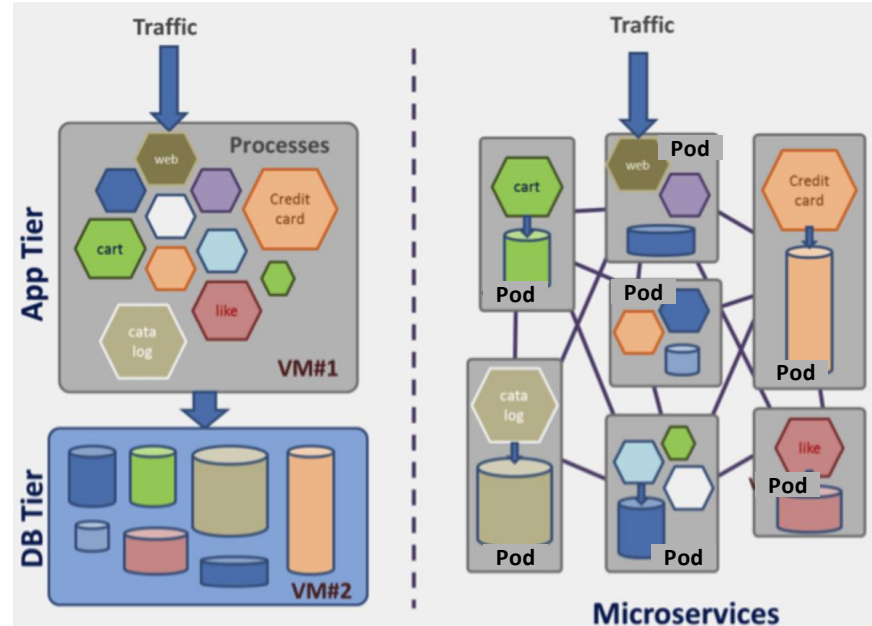 Traffic
App Tier
Processes
web
Credit
card
cart
like
cata
log
VM#1
DB Tier
VM#2
Traffic
cart
Pod
web
Pod
Credit
card
Pod
Pod
cata
log
Pod
Pod
like
Pod
Microservices